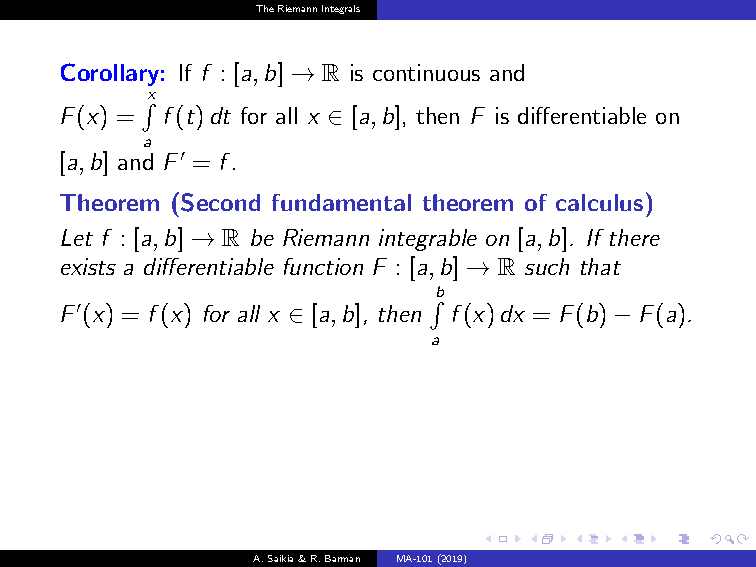 The Riemann Integrals
Corollary: If f : [a, b] → ℝ is continuous and
F(x) = ∫ₐˣ f(t) dt for all x ∈ [a, b], then F is differentiable on
[a, b] and F′ = f.
Theorem (Second fundamental theorem of calculus)
Let f : [a, b] → ℝ be Riemann integrable on [a, b]. If there
exists a differentiable function F : [a, b] → ℝ such that
F′(x) = f(x) for all x ∈ [a, b], then ∫_a^b f(x) dx = F(b) − F(a).
A. Saikia & R. Barman MA-101 (2019)